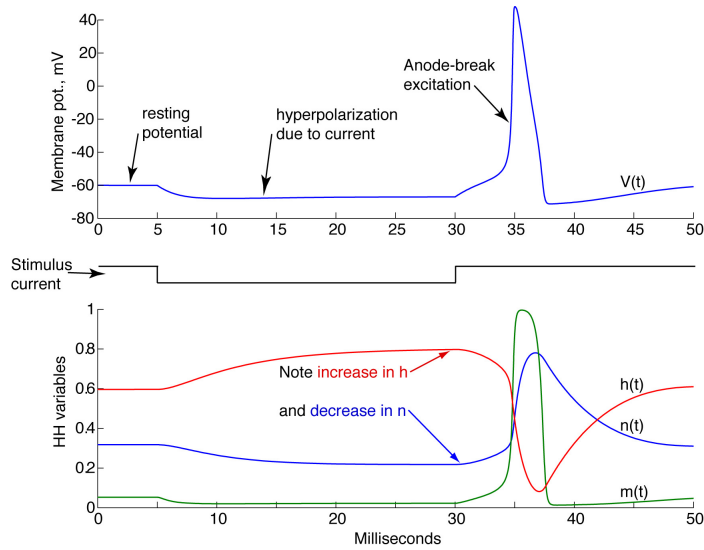 Membrane pot., mV
40
0
-20
-40
-60
-80
resting
potential
hyperpolarization
due to current
Anode-break
excitation
V(t)
0 5 10 15 20 25 30 35 40 45 50
Stimulus
current
HH variables
1
0.8
0.6
0.4
0.2
0
Note increase in h
and decrease in n
h(t)
n(t)
m(t)
0 5 10 15 20 25 30 35 40 45 50
Milliseconds